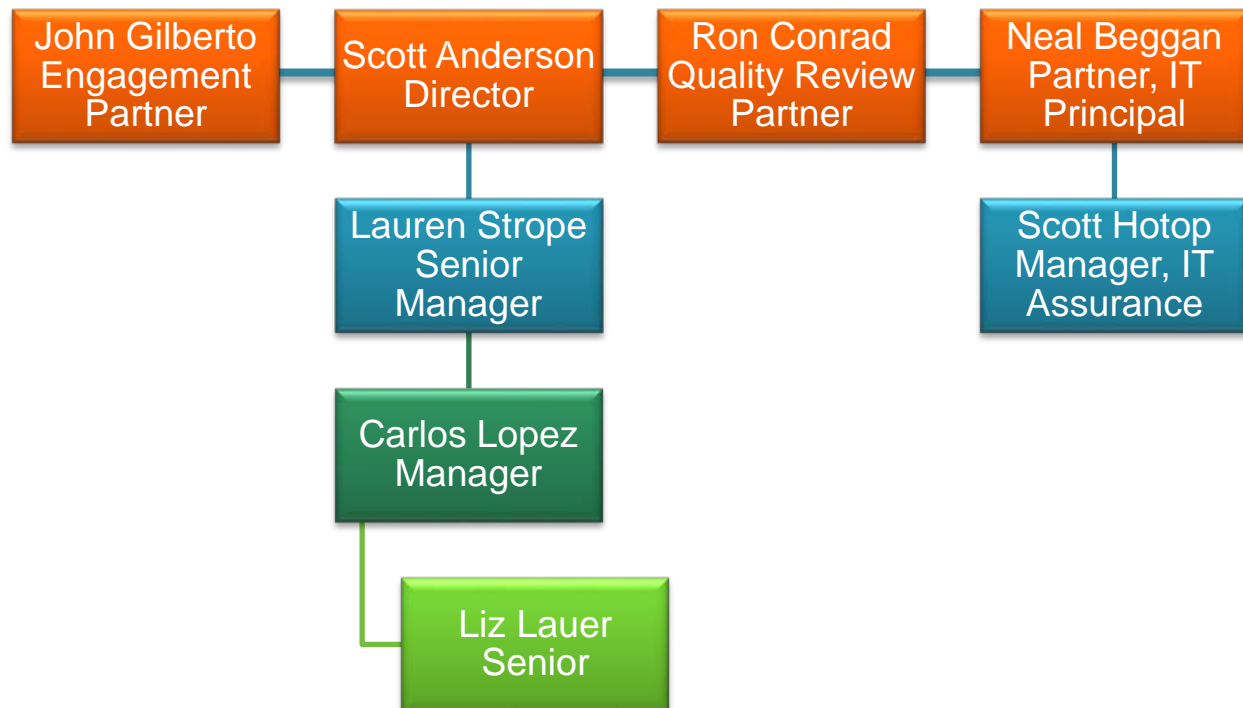 John Gilberto
Engagement
Partner
Scott Anderson
Director
Ron Conrad
Quality Review
Partner
Neal Beggan
Partner, IT
Principal
Lauren Strope
Senior
Manager
Scott Hotop
Manager, IT
Assurance
Carlos Lopez
Manager
Liz Lauer
Senior